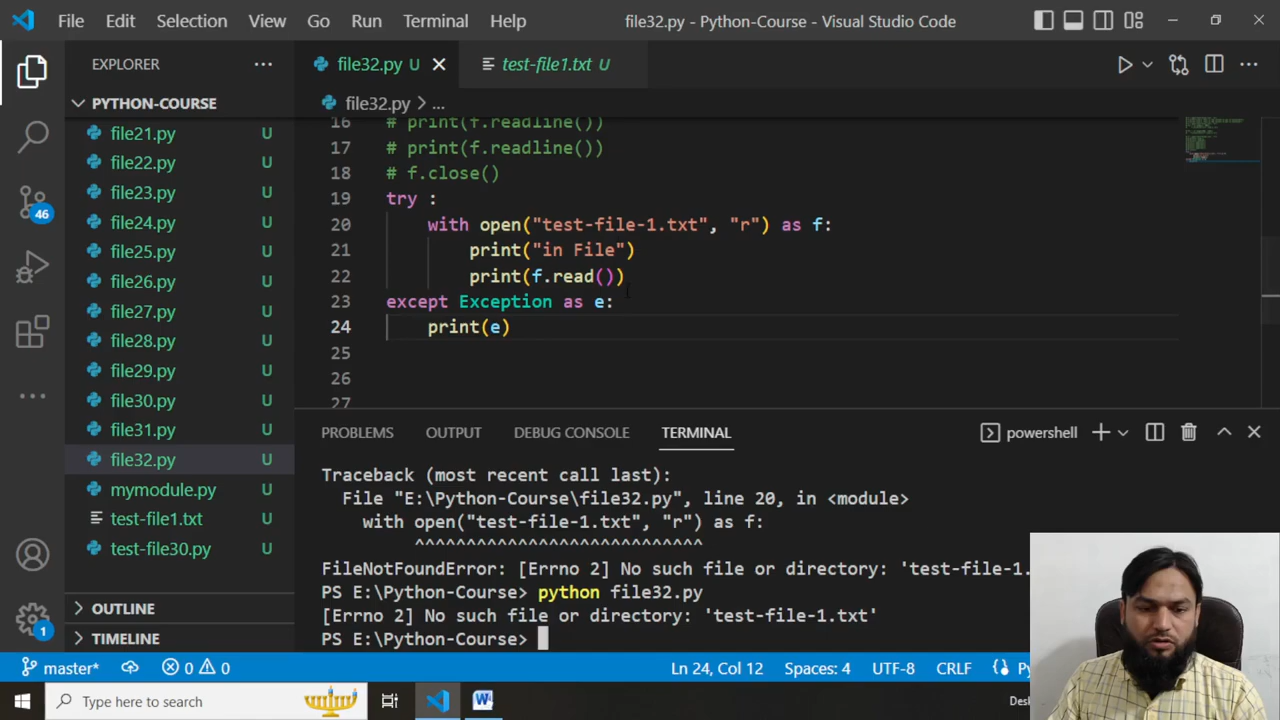 File Edit Selection View Go Run Terminal Help file32.py - Python-Course - Visual Studio Code
EXPLORER ... file32.py U test-file1.txt U
PYTHON-COURSE
file21.py U
file22.py U
file23.py U
file24.py U
file25.py U
file26.py U
file27.py U
file28.py U
file29.py U
file30.py U
file31.py U
file32.py U
mymodule.py U
test-file1.txt U
test-file30.py U
OUTLINE
TIMELINE
46
1
file32.py > ...
16 # print(f.readline())
17 # print(f.readline())
18 # f.close()
19 try :
20 with open("test-file-1.txt", "r") as f:
21 print("in File")
22 print(f.read())
23 except Exception as e:
24 print(e)
25
26
27
PROBLEMS OUTPUT DEBUG CONSOLE TERMINAL powershell
Traceback (most recent call last):
File "E:\Python-Course\file32.py", line 20, in <module>
with open("test-file-1.txt", "r") as f:
^^^^^^^^^^^^^^^^^^^^^^^^^^^^
FileNotFoundError: [Errno 2] No such file or directory: 'test-file-1.
PS E:\Python-Course> python file32.py
[Errno 2] No such file or directory: 'test-file-1.txt'
PS E:\Python-Course>
master* 0 0 Ln 24, Col 12 Spaces: 4 UTF-8 CRLF Py
Type here to search Des